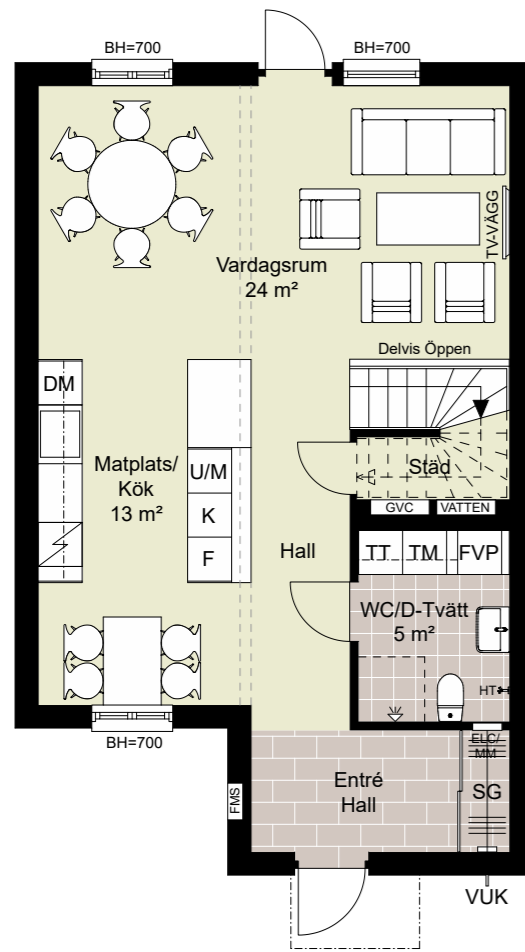 BH=700
BH=700
TV-VÄGG
Vardagsrum
24 m²
Delvis Öppen
DM
Matplats/
Kök
13 m²
U/M
K
F
Städ
GVC
VATTEN
Hall
TT
TM
FVP
WC/D-Tvätt
5 m²
HT
BH=700
ELC/
MM
Entré
Hall
SG
FMS
VUK